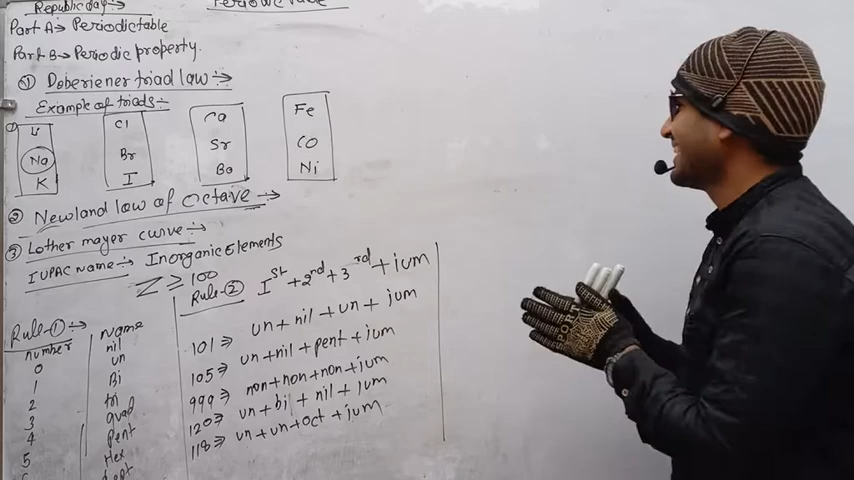 Republic day:→
Periodic Table
Part A:→ Periodictable
Part B→ Periodic property.
① Doberiener triad law:→
Example of triads:-
①
Li Cl Ca Fe
Na Br Sr CO
K I Ba Ni
② Newland law of Octave:→
③ Lother mayer curve:→
IUPAC name:→ Inorganic Elements
Z ≥ 100
Rule-② Ist + 2nd + 3rd + ium
101 ⇒ un + nil + un + ium
105 ⇒ un + nil + pent + ium
999 ⇒ non + non + non + ium
120 ⇒ un + bi + nil + ium
118 ⇒ un + un + oct + ium
Rule-①:→
number Name
0 nil
1 un
2 Bi
3 tri
4 quad
5 pent
Hex
SPORT